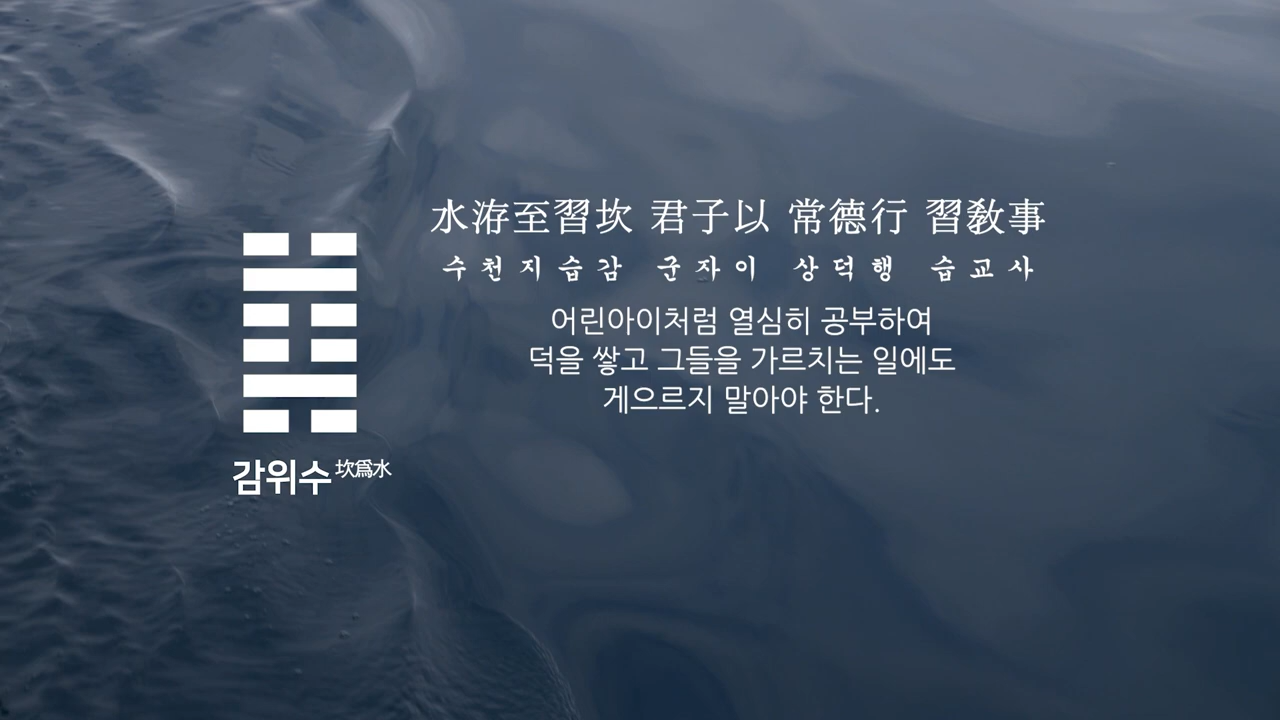 水洊至習坎 君子以 常德行 習敎事
수천지습감 군자이 상덕행 습교사
어린아이처럼 열심히 공부하여
덕을 쌓고 그들을 가르치는 일에도
게으르지 말아야 한다.
감위수 坎爲水